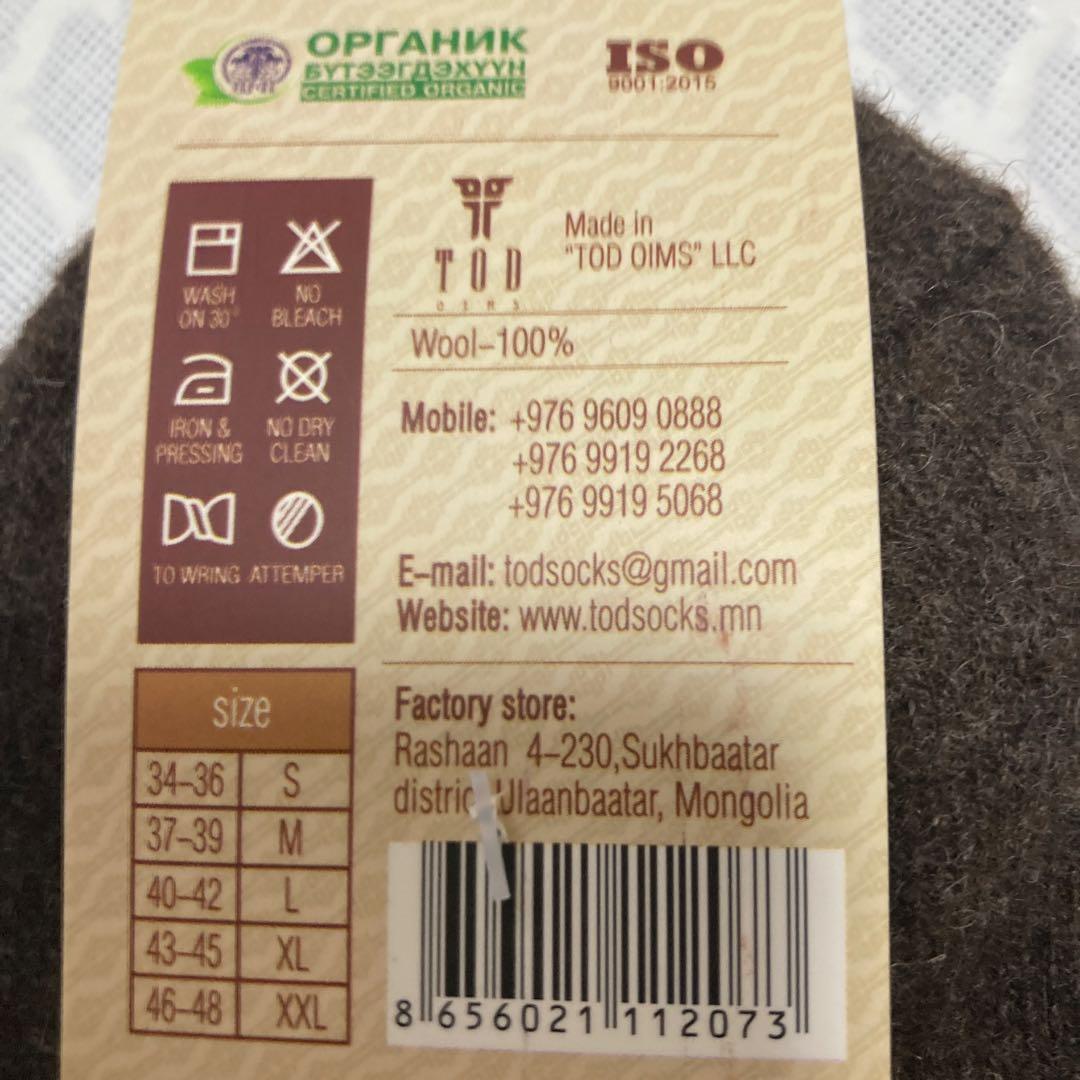 ОРГАНИК
БҮТЭЭГДЭХҮҮН
CERTIFIED ORGANIC
ISO
9001:2015
WASH
ON 30°
NO
BLEACH
IRON &
PRESSING
NO DRY
CLEAN
TO WRING
ATTEMPER
TOD
OIMS
Made in
"TOD OIMS" LLC
Wool-100%
Mobile: +976 9609 0888
+976 9919 2268
+976 9919 5068
E-mail: todsocks@gmail.com
Website: www.todsocks.mn
size
34-36 S
37-39 M
40-42 L
43-45 XL
46-48 XXL
Factory store:
Rashaan 4-230,Sukhbaatar
Ulaanbaatar, Mongolia
8 656021 112073